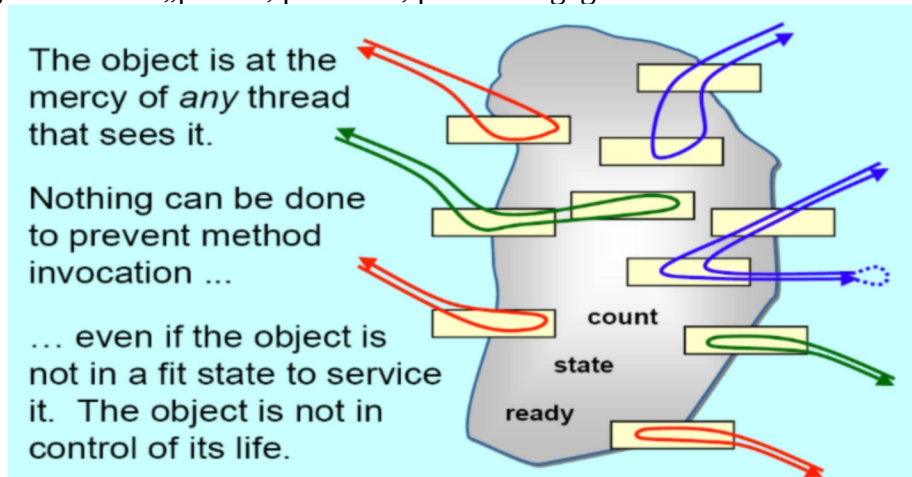 The object is at the
mercy of any thread
that sees it.
Nothing can be done
to prevent method
invocation ...
... even if the object is
not in a fit state to service
it. The object is not in
control of its life.
count
state
ready